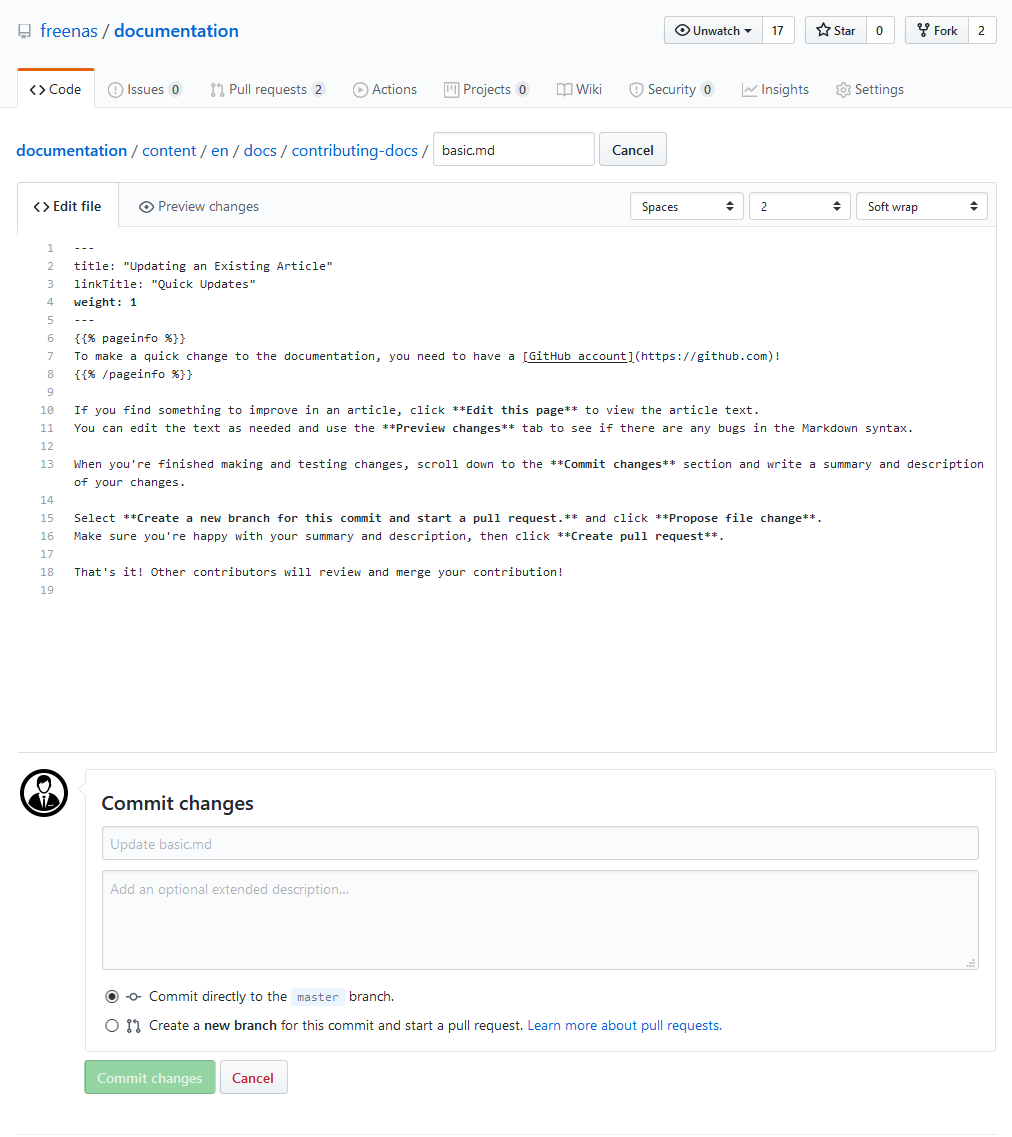 freenas / documentation
Unwatch 17 Star 0 Fork 2
Code Issues 0 Pull requests 2 Actions Projects 0 Wiki Security 0 Insights Settings
documentation / content / en / docs / contributing-docs / basic.md Cancel
Edit file Preview changes Spaces 2 Soft wrap
1 ---
2 title: "Updating an Existing Article"
3 linkTitle: "Quick Updates"
4 weight: 1
5 ---
6 {{% pageinfo %}}
7 To make a quick change to the documentation, you need to have a [GitHub account](https://github.com)!
8 {{% /pageinfo %}}
9
10 If you find something to improve in an article, click **Edit this page** to view the article text.
11 You can edit the text as needed and use the **Preview changes** tab to see if there are any bugs in the Markdown syntax.
12
13 When you're finished making and testing changes, scroll down to the **Commit changes** section and write a summary and description
of your changes.
14
15 Select **Create a new branch for this commit and start a pull request.** and click **Propose file change**.
16 Make sure you're happy with your summary and description, then click **Create pull request**.
17
18 That's it! Other contributors will review and merge your contribution!
19
Commit changes
Update basic.md
Add an optional extended description...
Commit directly to the master branch.
Create a new branch for this commit and start a pull request. Learn more about pull requests.
Commit changes Cancel